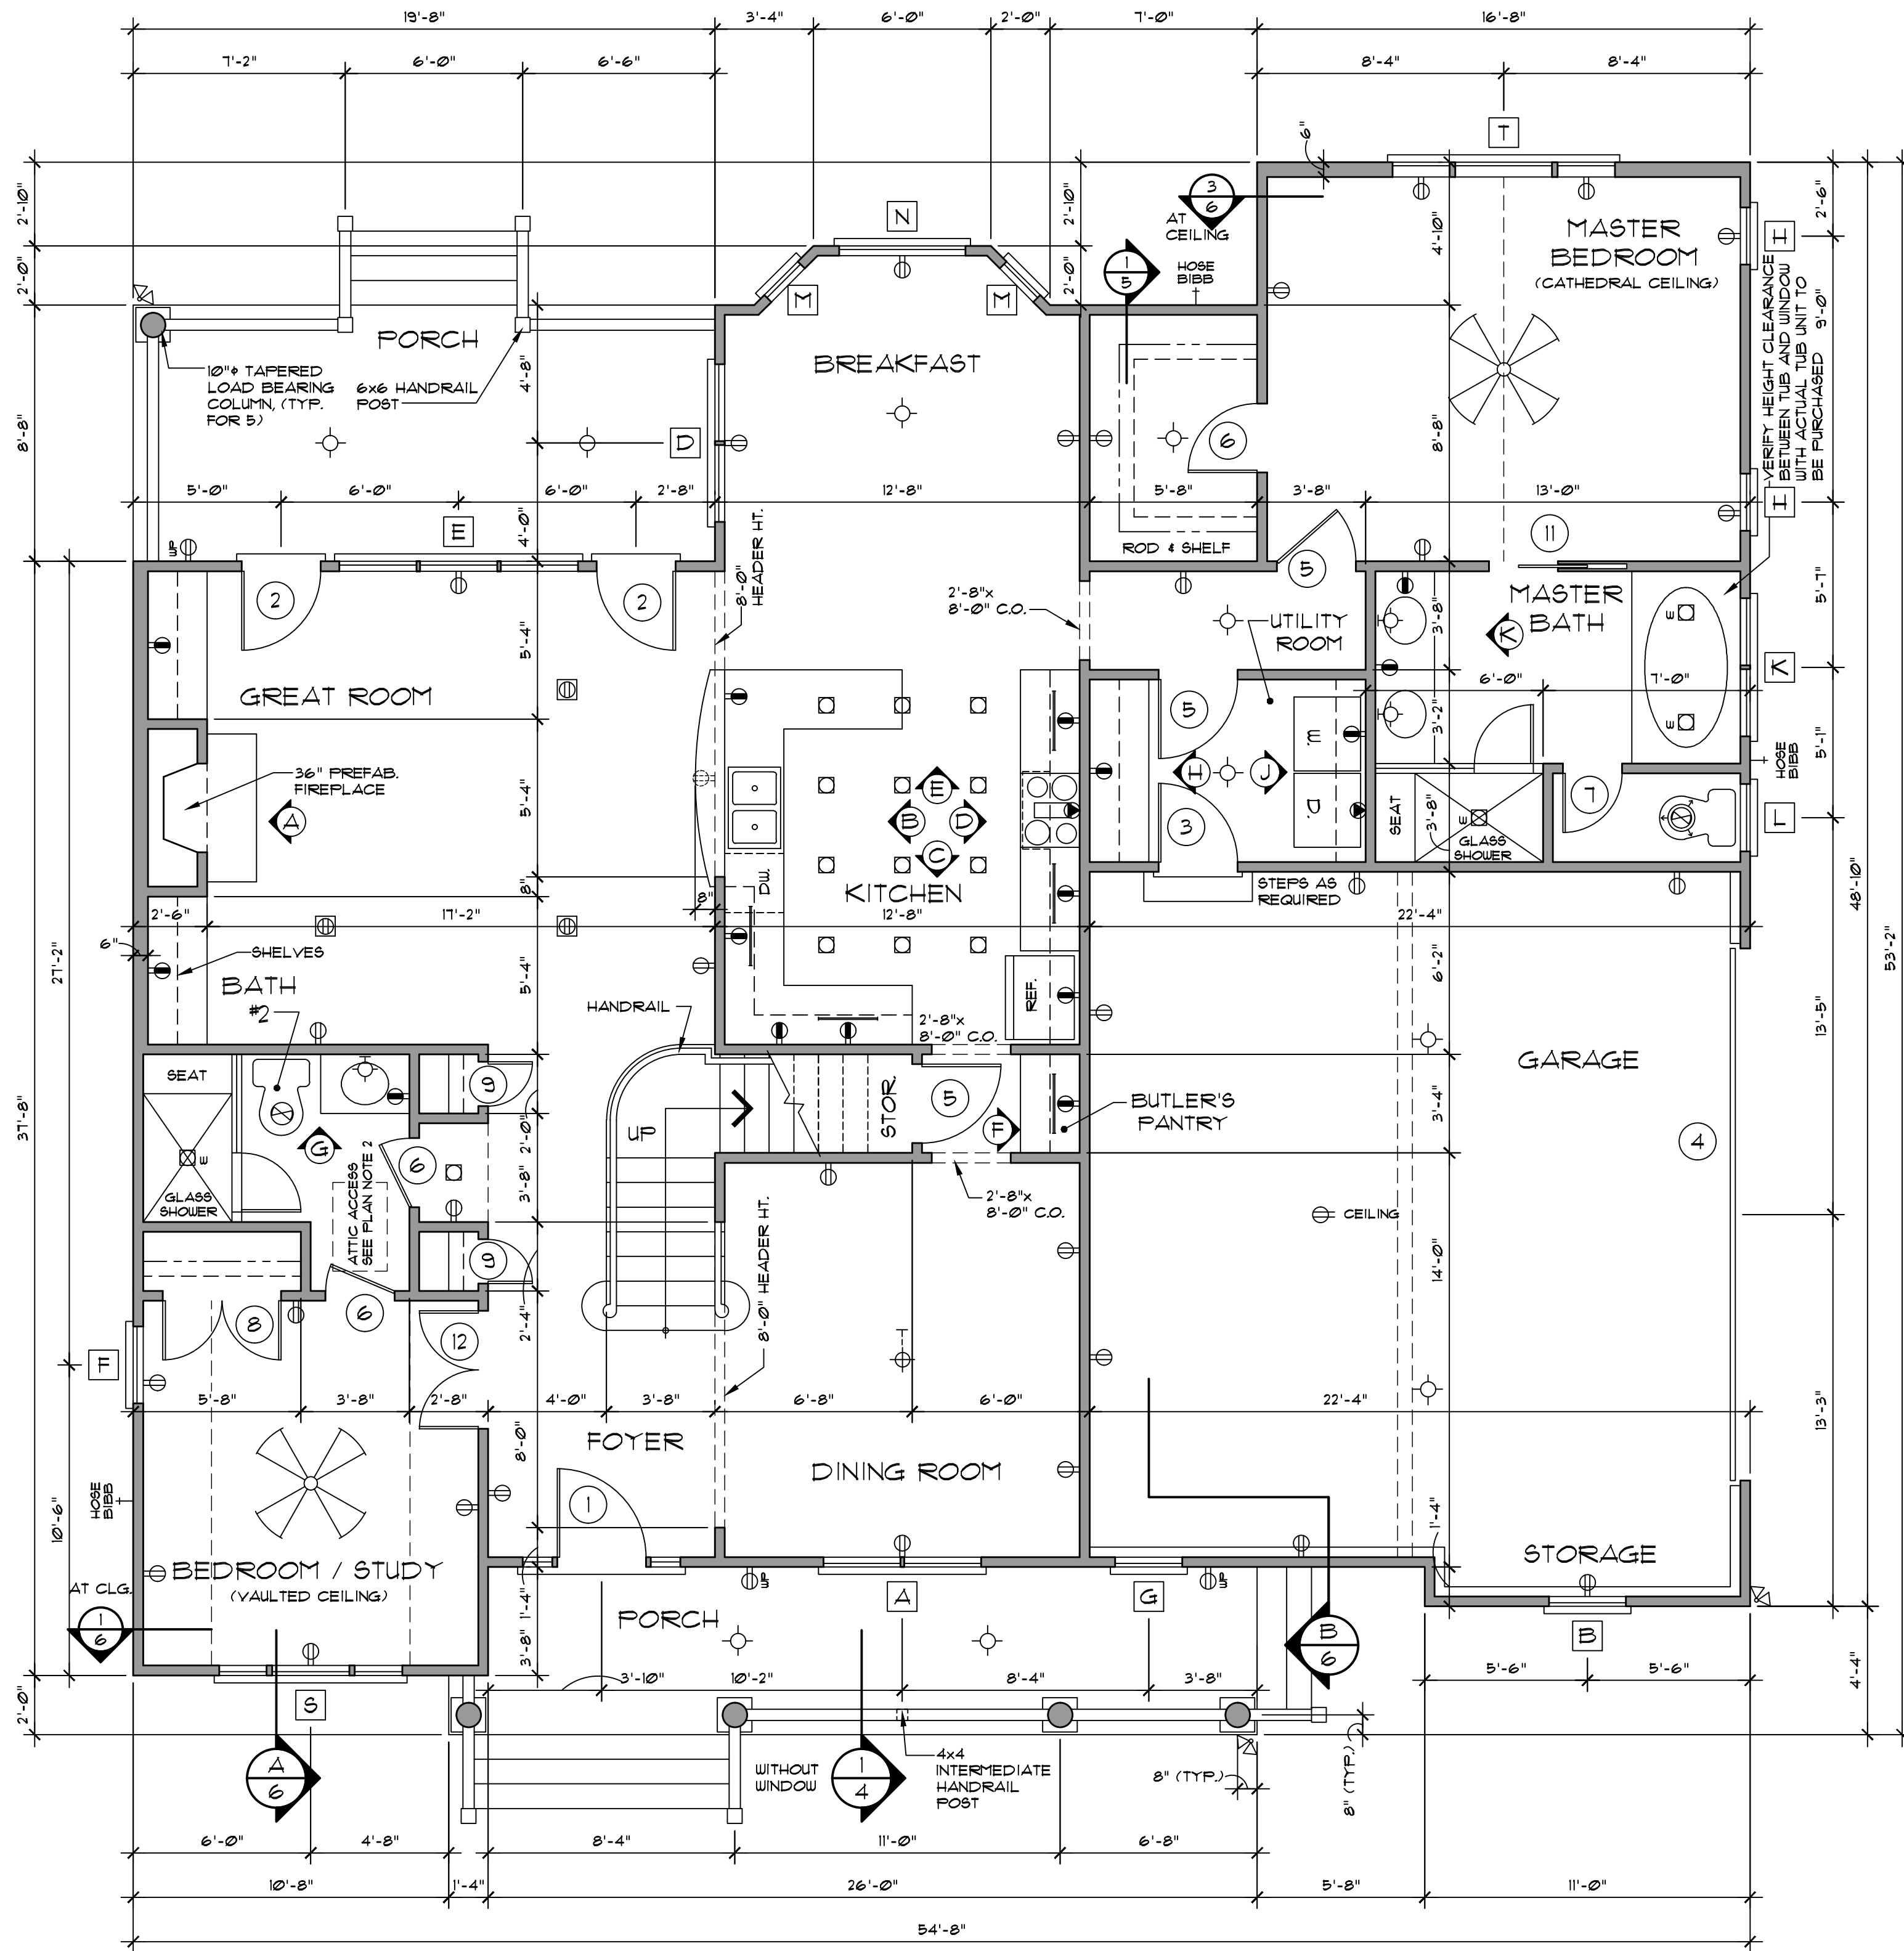 19'-8"
3'-4"
6'-0"
2'-0"
7'-0"
16'-8"
7'-2"
6'-0"
6'-6"
8'-4"
8'-4"
T
6"
2'-10"
2'-0"
8'-8"
2'-10"
2'-0"
N
M
M
3
6
AT
CEILING
1
5
HOSE
BIBB
4'-10"
MASTER
BEDROOM
(CATHEDRAL CEILING)
H
2'-6"
9'-0"
VERIFY HEIGHT CLEARANCE
BETWEEN TUB AND WINDOW
WITH ACTUAL TUB UNIT TO
BE PURCHASED
PORCH
10"φ TAPERED
LOAD BEARING
COLUMN, (TYP.
FOR 5)
6x6 HANDRAIL
POST
4'-8"
D
BREAKFAST
6
8'-8"
5'-0"
6'-0"
6'-0"
2'-8"
12'-8"
5'-8"
3'-8"
13'-0"
H
E
4'-0"
WP
8'-0"
HEADER HT.
ROD & SHELF
11
5
2
2
2'-8"x
8'-0" C.O.
UTILITY
ROOM
MASTER
BATH
K
3'-8"
W
5'-7"
5'-4"
GREAT ROOM
5
6'-0"
7'-0"
K
3'-2"
W
W.
36" PREFAB.
FIREPLACE
A
5'-4"
E
B
D
C
H
J
3
D.
SEAT
3'-8"
W
GLASS
SHOWER
7
HOSE
BIBB
5'-1"
L
48'-10"
53'-2"
8"
8"
DW.
KITCHEN
STEPS AS
REQUIRED
2'-6"
17'-2"
12'-8"
22'-4"
6"
SHELVES
27'-2"
37'-8"
BATH
#2
5'-4"
HANDRAIL
REF.
2'-8"x
8'-0" C.O.
6'-2"
13'-5"
GARAGE
SEAT
9
UP
STOR.
5
F
BUTLER'S
PANTRY
3'-4"
4
2'-0"
G
6
W
GLASS
SHOWER
ATTIC ACCESS
SEE PLAN NOTE 2
3'-8"
2'-8"x
8'-0" C.O.
CEILING
14'-0"
9
8'-0" HEADER HT.
8
6
12
2'-4"
F
5'-8"
3'-8"
2'-8"
4'-0"
3'-8"
6'-8"
6'-0"
22'-4"
13'-3"
8'-0"
FOYER
DINING ROOM
HOSE
BIBB
10'-6"
1
1'-4"
STORAGE
BEDROOM / STUDY
(VAULTED CEILING)
AT CLG.
1
6
WP
WP
A
G
B
1'-4"
3'-8"
PORCH
B
6
3'-10"
10'-2"
8'-4"
3'-8"
5'-6"
5'-6"
4'-4"
2'-0"
S
A
6
WITHOUT
WINDOW
1
4
4x4
INTERMEDIATE
HANDRAIL
POST
8" (TYP.)
8" (TYP.)
6'-0"
4'-8"
8'-4"
11'-0"
6'-8"
10'-8"
1'-4"
26'-0"
5'-8"
11'-0"
54'-8"